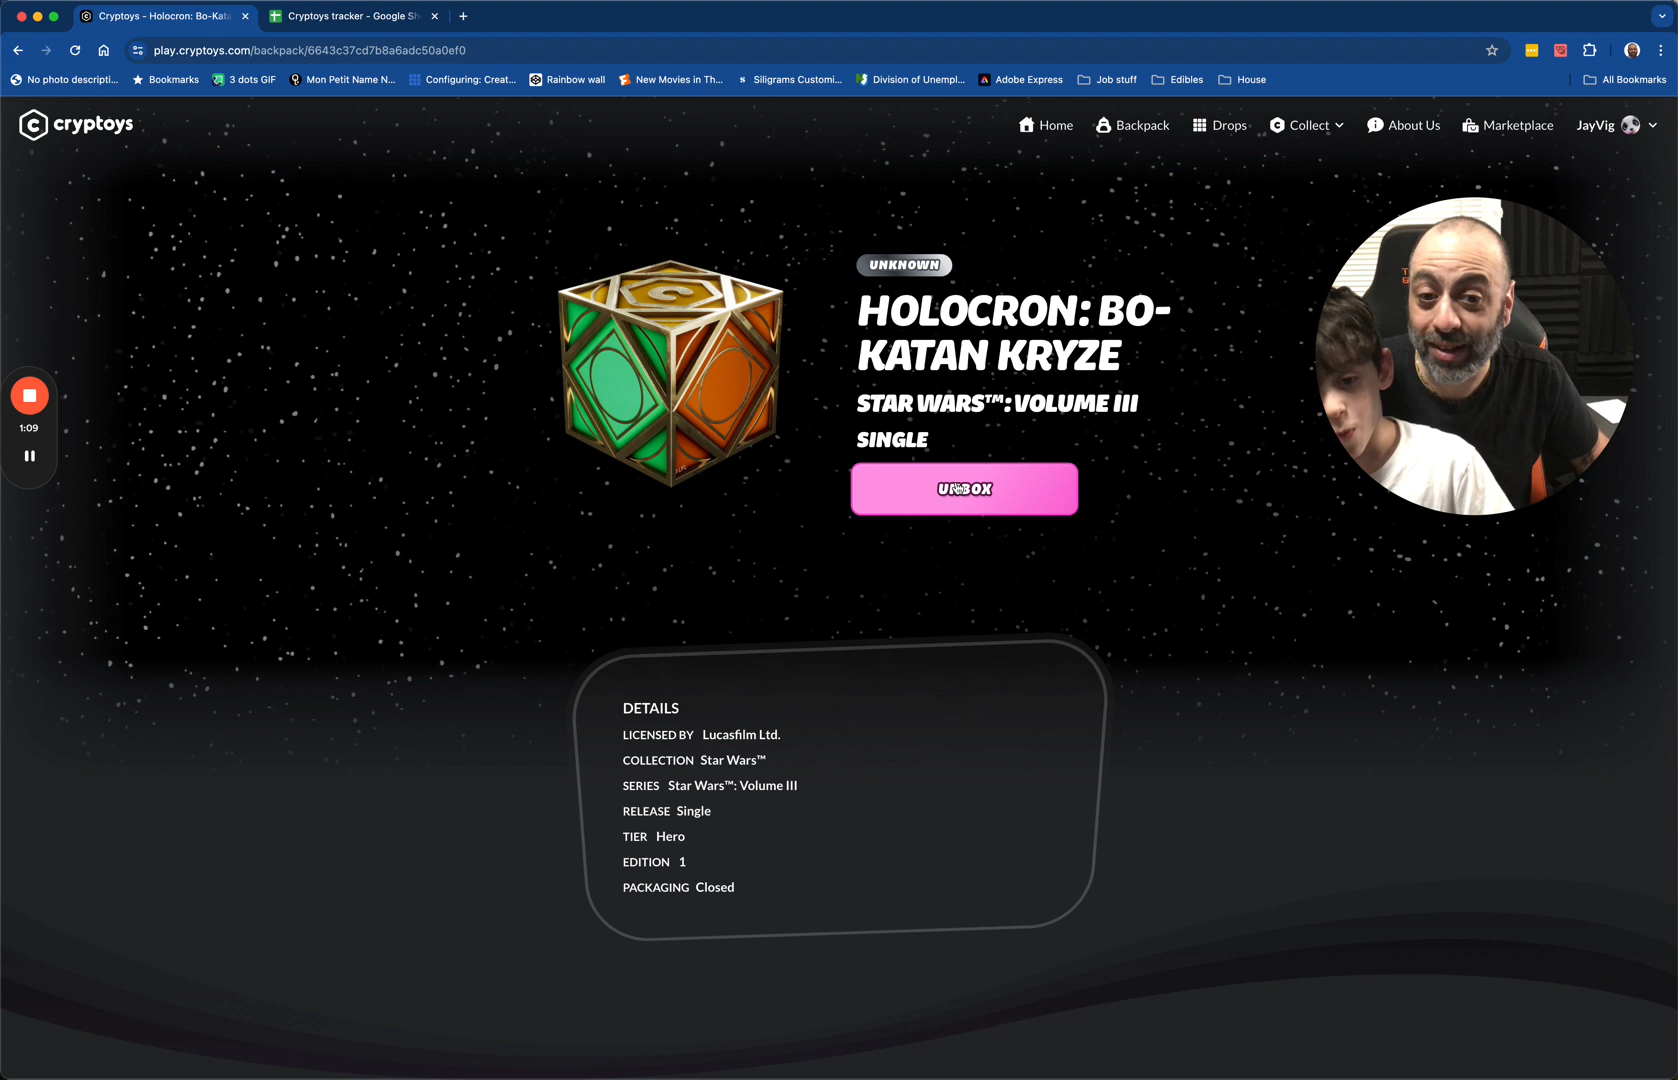 Cryptoys - Holocron: Bo-Kata
Cryptoys tracker - Google Sh
play.cryptoys.com/backpack/6643c37cd7b8a6adc50a0ef0
No photo descripti...
Bookmarks
3 dots GIF
Mon Petit Name N...
Configuring: Creat...
Rainbow wall
New Movies in Th...
Siligrams Customi...
Division of Unempl...
Adobe Express
Job stuff
Edibles
House
All Bookmarks
cryptoys
Home
Backpack
Drops
Collect
About Us
Marketplace
JayVig
UNKNOWN
HOLOCRON: BO-
KATAN KRYZE
STAR WARS™: VOLUME III
SINGLE
UNBOX
1:09
DETAILS
LICENSED BY Lucasfilm Ltd.
COLLECTION Star Wars™
SERIES Star Wars™: Volume III
RELEASE Single
TIER Hero
EDITION 1
PACKAGING Closed